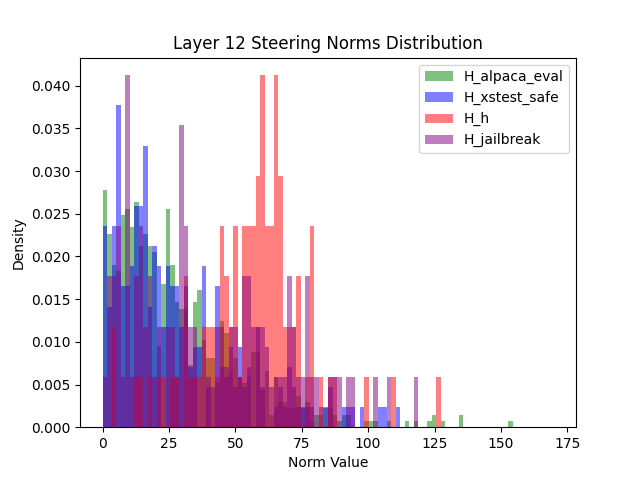 Layer 12 Steering Norms Distribution
H_alpaca_eval
H_xstest_safe
H_h
H_jailbreak
Density
0.040
0.035
0.030
0.025
0.020
0.015
0.010
0.005
0.000
0 25 50 75 100 125 150 175
Norm Value